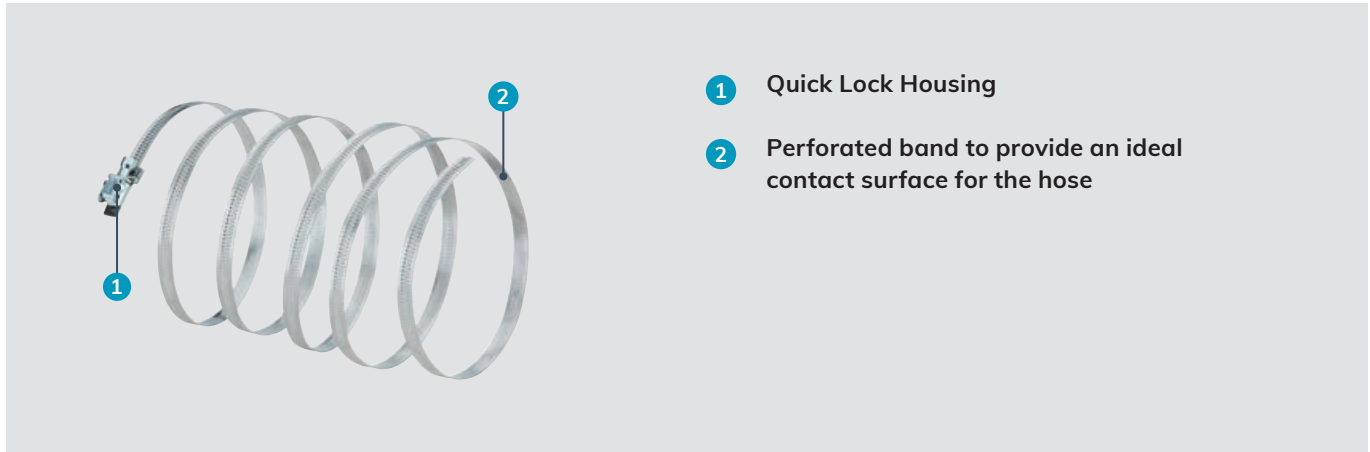 2
1
1 Quick Lock Housing
2 Perforated band to provide an ideal
contact surface for the hose